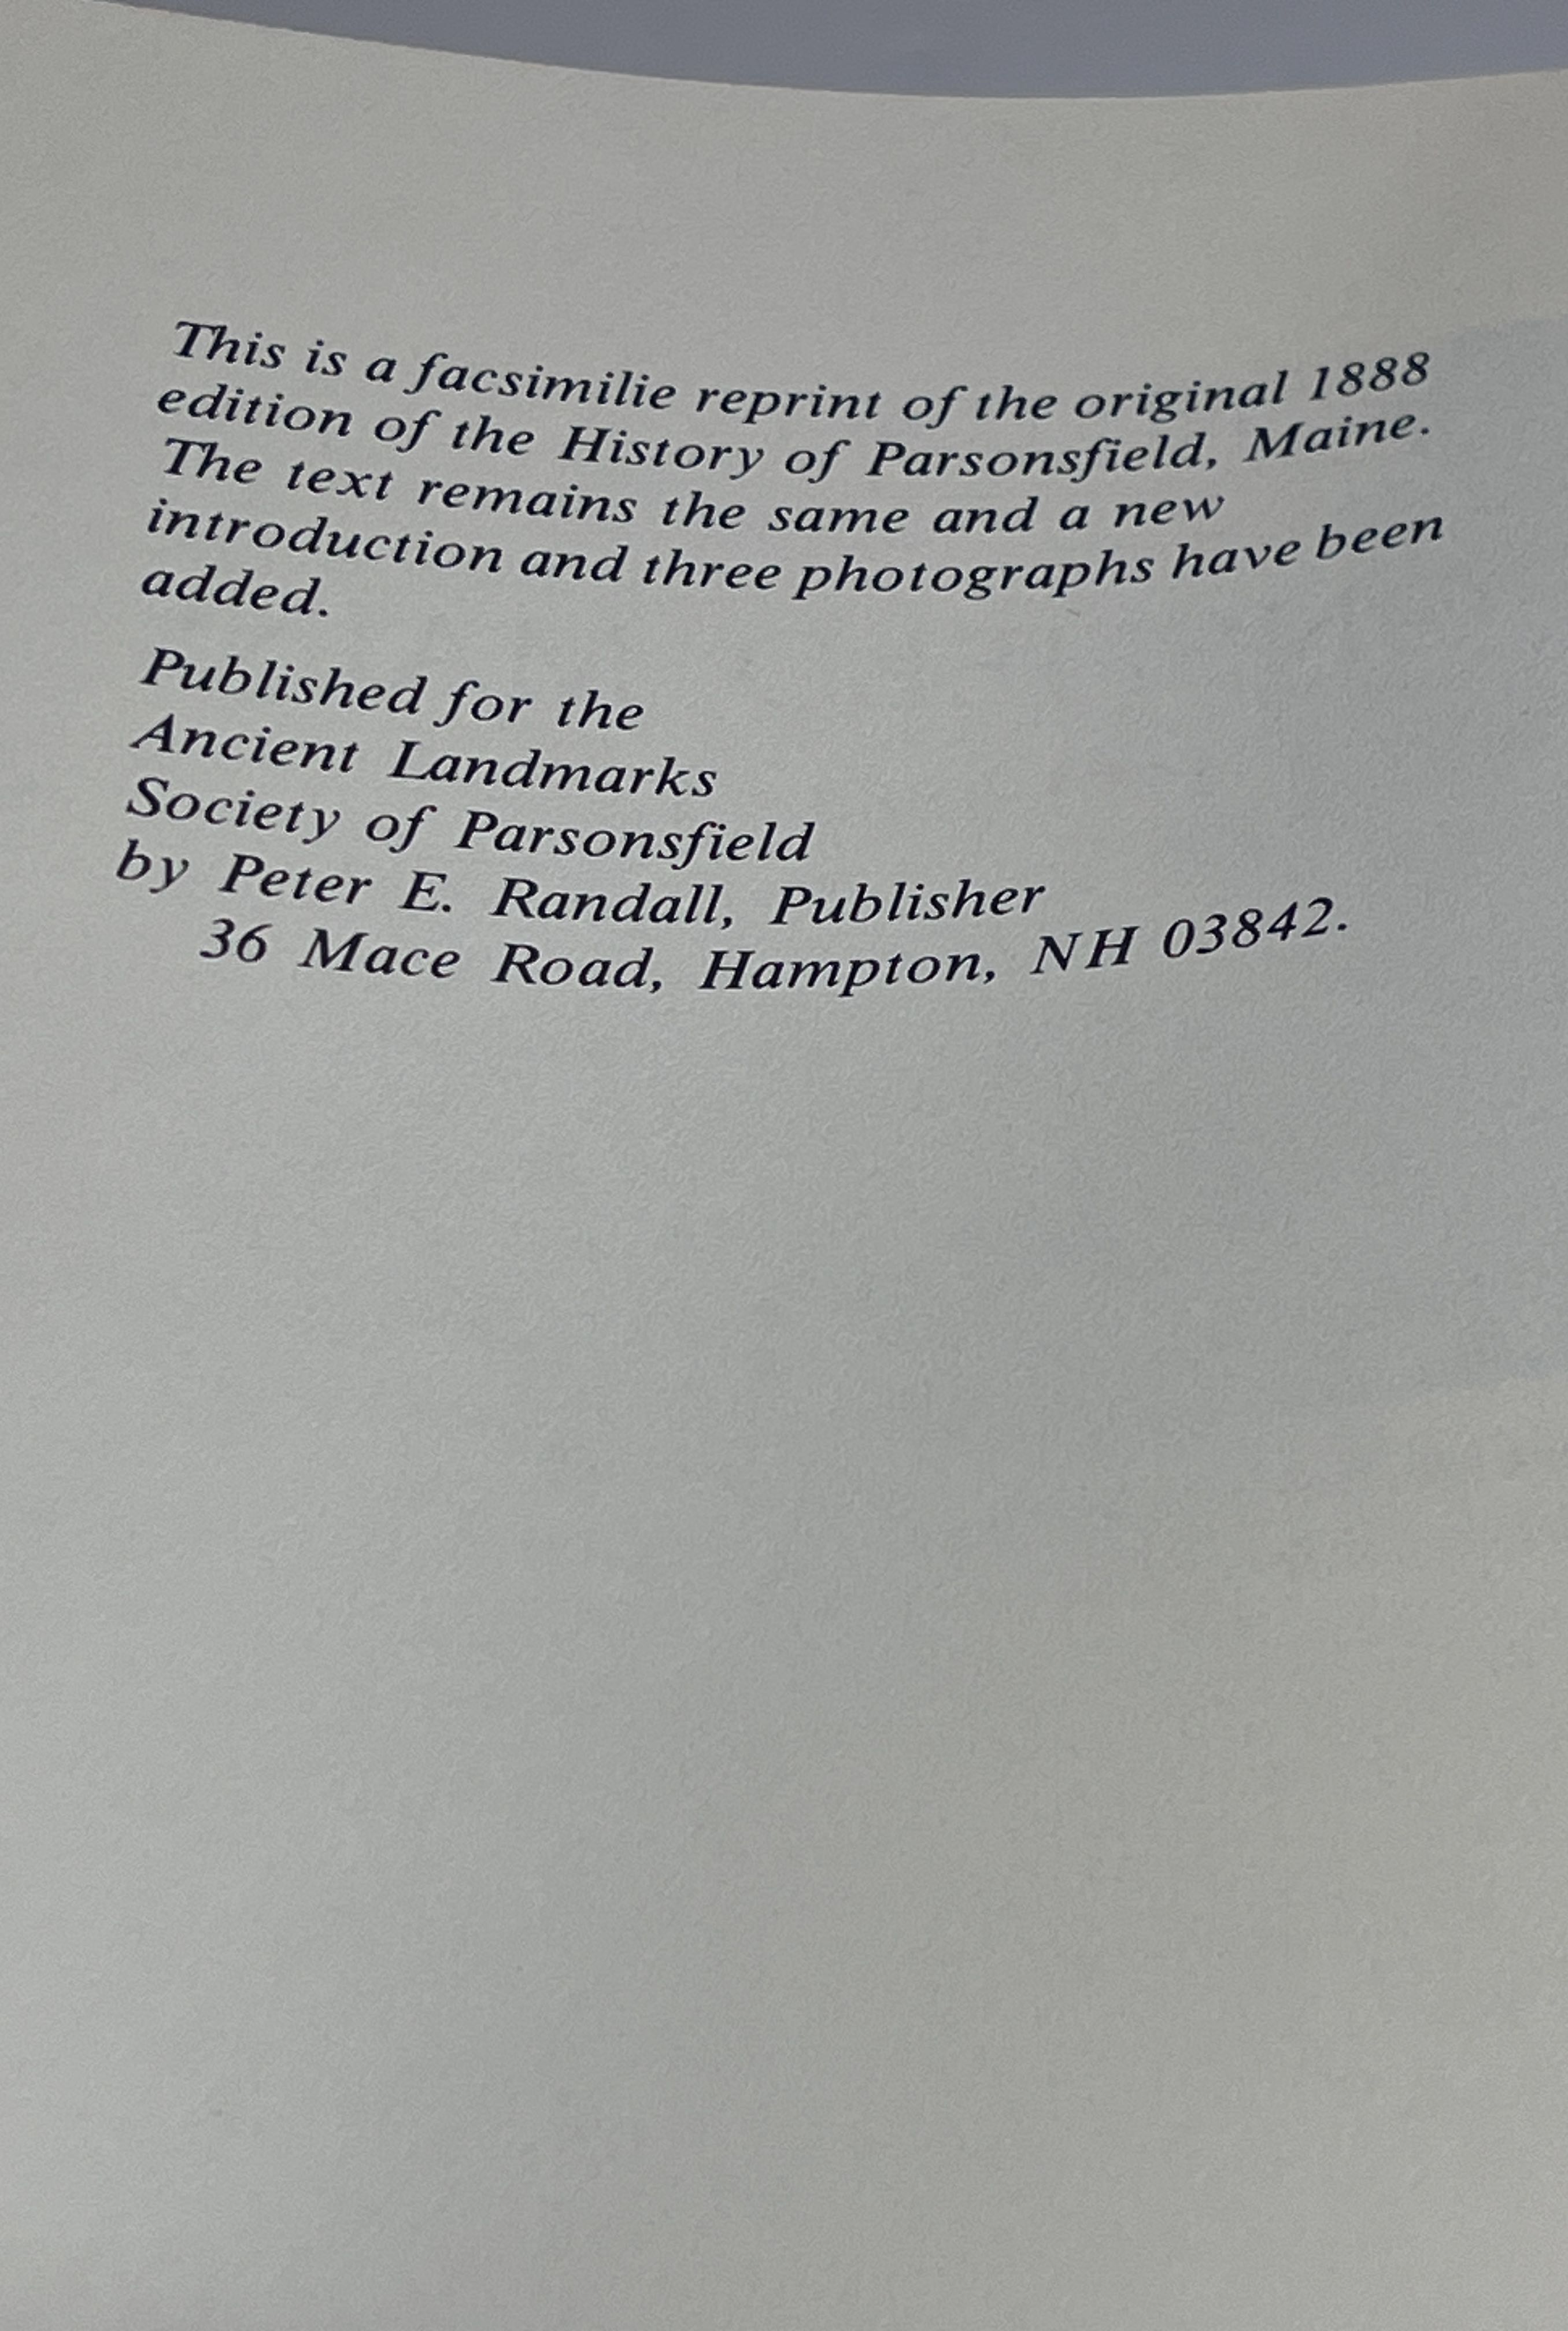 This is a facsimilie reprint of the original 1888
edition of the History of Parsonsfield, Maine.
The text remains the same and a new
introduction and three photographs have been
added.
Published for the
Ancient Landmarks
Society of Parsonsfield
by Peter E. Randall, Publisher
36 Mace Road, Hampton, NH 03842.